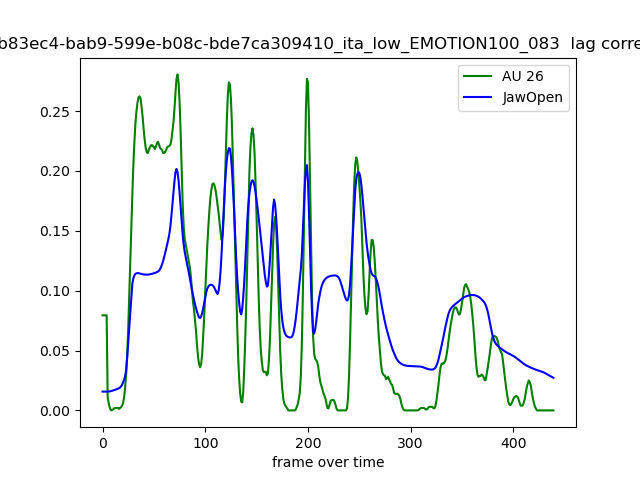 b83ec4-bab9-599e-b08c-bde7ca309410_ita_low_EMOTION100_083 lag corre
AU 26
JawOpen
0.25
0.20
0.15
0.10
0.05
0.00
0
100
200
300
400
frame over time